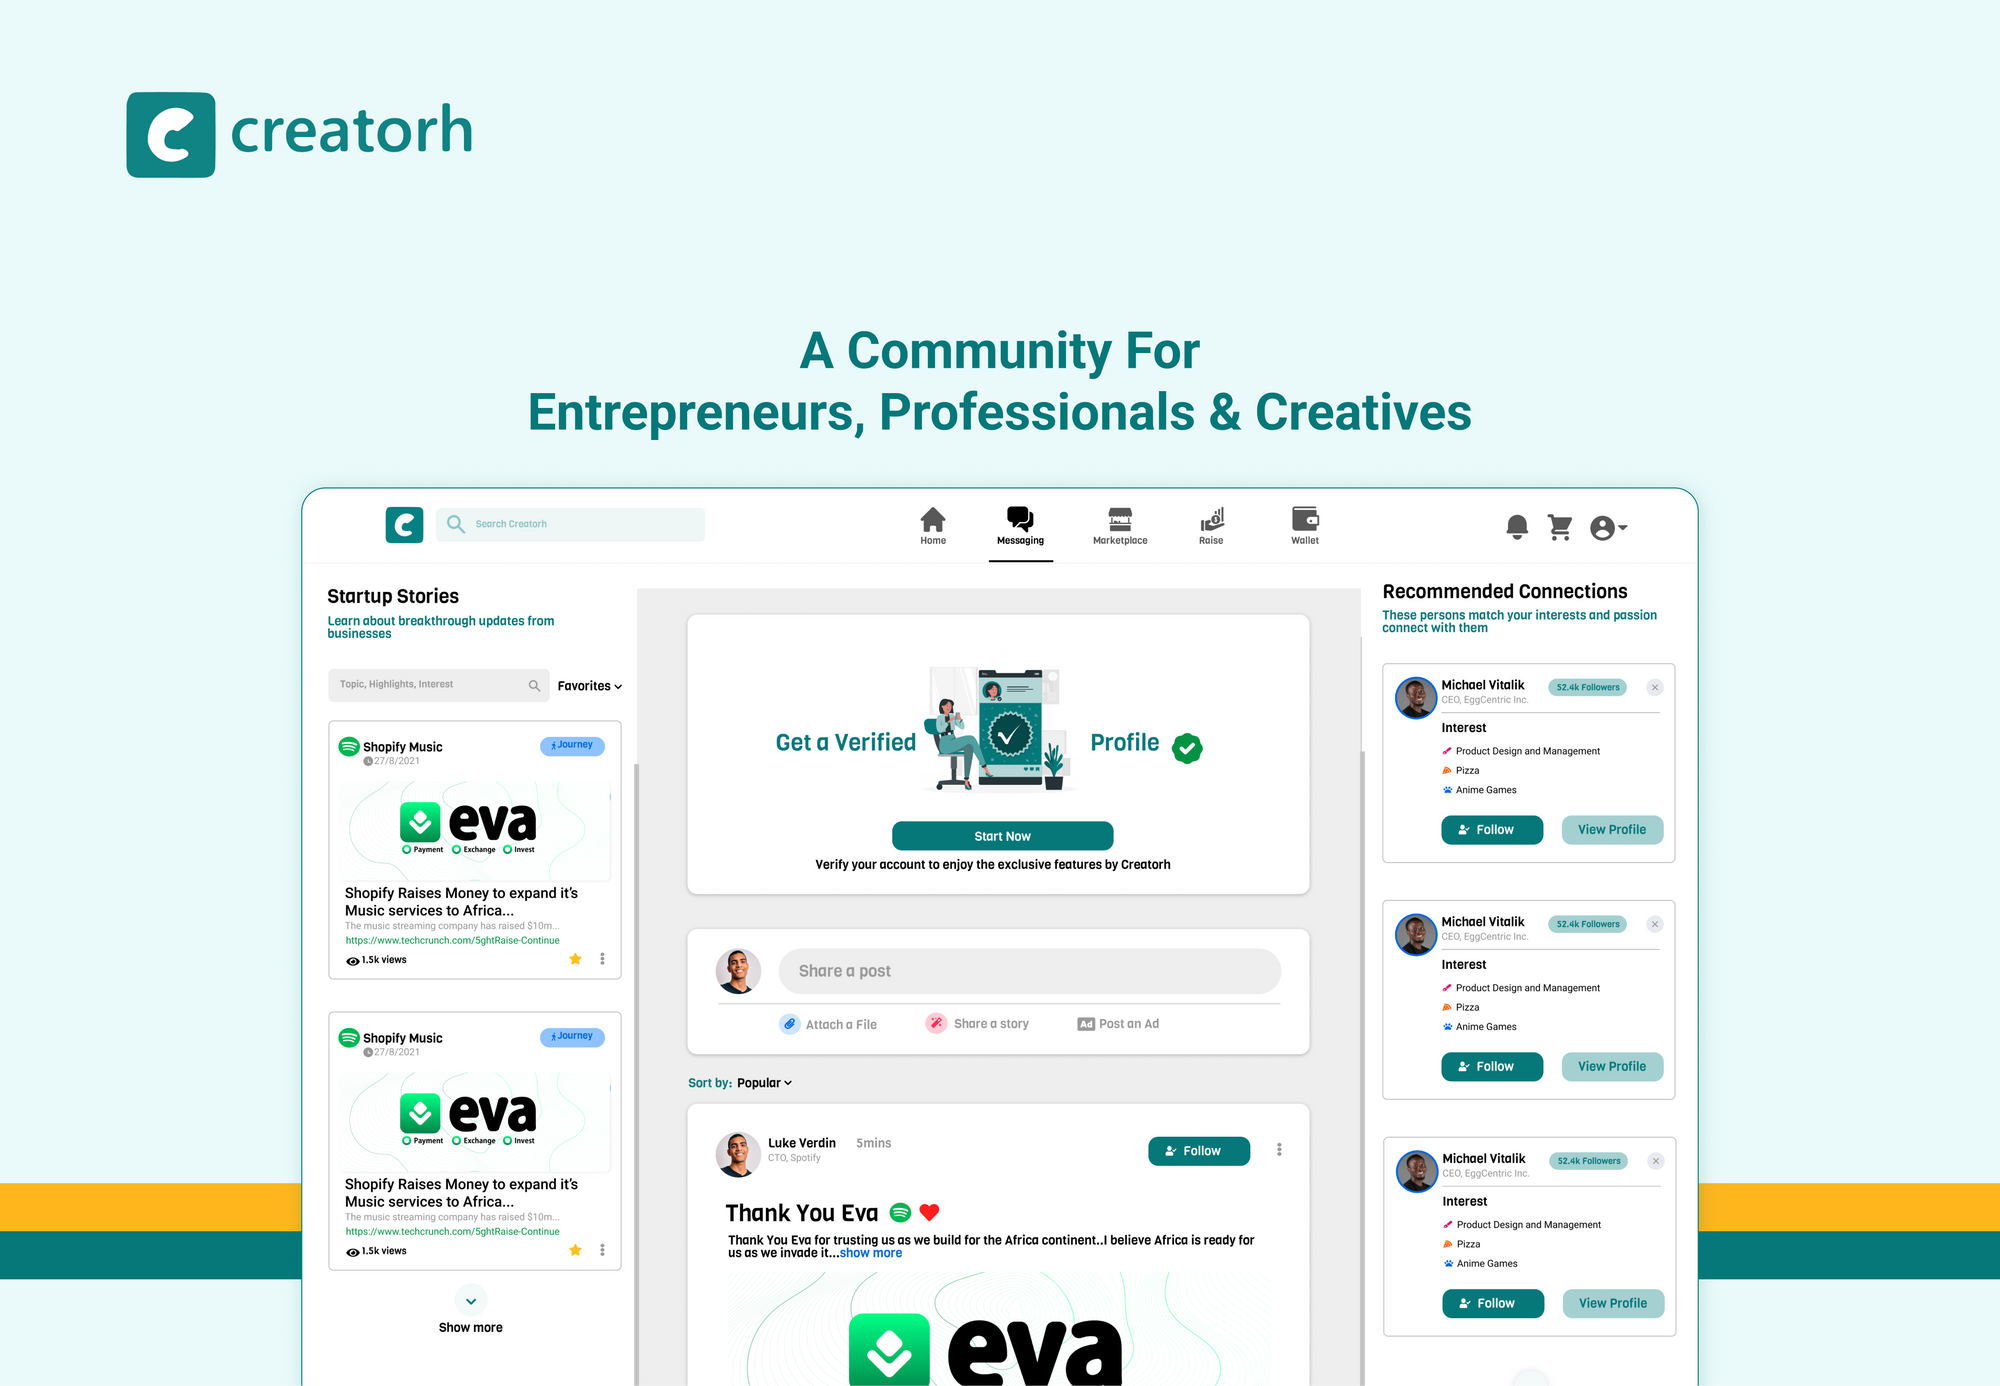 creatorh
A Community For
Entrepreneurs, Professionals & Creatives
Search Creatorh
Home
Messaging
Marketplace
Raise
Wallet
Startup Stories
Learn about breakthrough updates from
businesses
Topic, Highlights, Interest
Favorites
Shopify Music
27/8/2021
Journey
eva
Payment
Exchange
Invest
Shopify Raises Money to expand it's
Music services to Africa...
The music streaming company has raised $10m...
https://www.techcrunch.com/5ghtRaise-Continue
1.5k views
Shopify Music
27/8/2021
Journey
eva
Payment
Exchange
Invest
Shopify Raises Money to expand it's
Music services to Africa...
The music streaming company has raised $10m...
https://www.techcrunch.com/5ghtRaise-Continue
1.5k views
Show more
Get a Verified
Profile
Start Now
Verify your account to enjoy the exclusive features by Creatorh
Share a post
Attach a File
Share a story
Ad Post an Ad
Sort by: Popular
Luke Verdin
5mins
CTO, Spotify
Follow
Thank You Eva
Thank You Eva for trusting us as we build for the Africa continent..I believe Africa is ready for
us as we invade it...show more
eva
Recommended Connections
These persons match your interests and passion
connect with them
Michael Vitalik
52.4k Followers
CEO, EggCentric Inc.
Interest
Product Design and Management
Pizza
Anime Games
Follow
View Profile
Michael Vitalik
52.4k Followers
CEO, EggCentric Inc.
Interest
Product Design and Management
Pizza
Anime Games
Follow
View Profile
Michael Vitalik
52.4k Followers
CEO, EggCentric Inc.
Interest
Product Design and Management
Pizza
Anime Games
Follow
View Profile